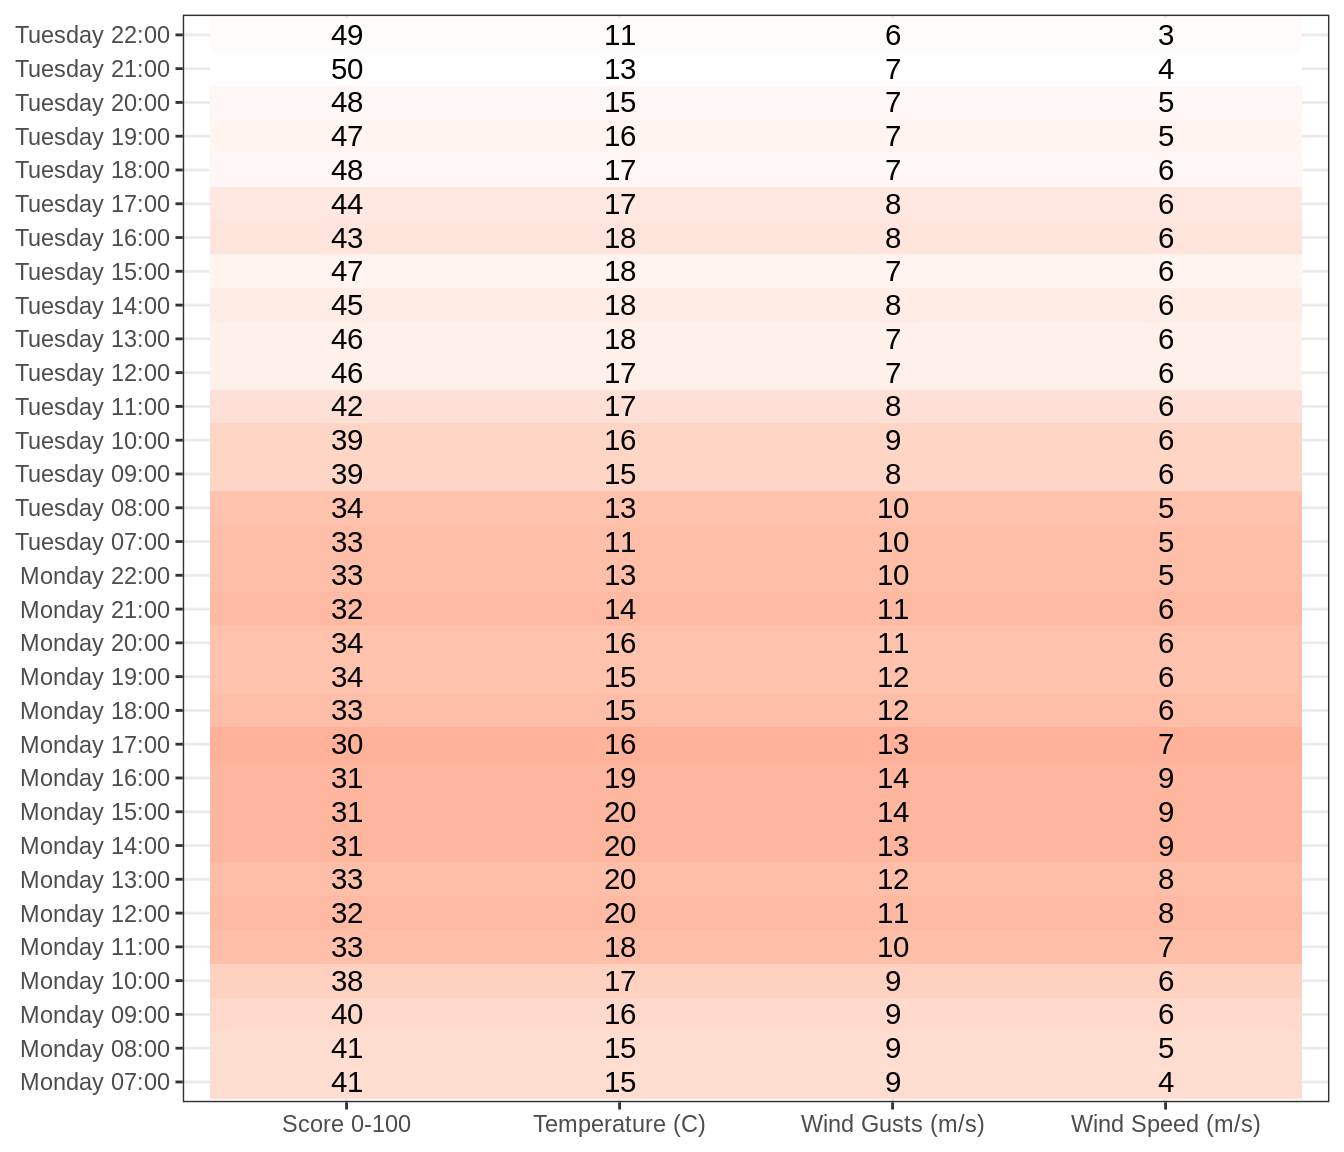 Tuesday 22:00 49 11 6 3
Tuesday 21:00 50 13 7 4
Tuesday 20:00 48 15 7 5
Tuesday 19:00 47 16 7 5
Tuesday 18:00 48 17 7 6
Tuesday 17:00 44 17 8 6
Tuesday 16:00 43 18 8 6
Tuesday 15:00 47 18 7 6
Tuesday 14:00 45 18 8 6
Tuesday 13:00 46 18 7 6
Tuesday 12:00 46 17 7 6
Tuesday 11:00 42 17 8 6
Tuesday 10:00 39 16 9 6
Tuesday 09:00 39 15 8 6
Tuesday 08:00 34 13 10 5
Tuesday 07:00 33 11 10 5
Monday 22:00 33 13 10 5
Monday 21:00 32 14 11 6
Monday 20:00 34 16 11 6
Monday 19:00 34 15 12 6
Monday 18:00 33 15 12 6
Monday 17:00 30 16 13 7
Monday 16:00 31 19 14 9
Monday 15:00 31 20 14 9
Monday 14:00 31 20 13 9
Monday 13:00 33 20 12 8
Monday 12:00 32 20 11 8
Monday 11:00 33 18 10 7
Monday 10:00 38 17 9 6
Monday 09:00 40 16 9 6
Monday 08:00 41 15 9 5
Monday 07:00 41 15 9 4
Score 0-100 Temperature (C) Wind Gusts (m/s) Wind Speed (m/s)